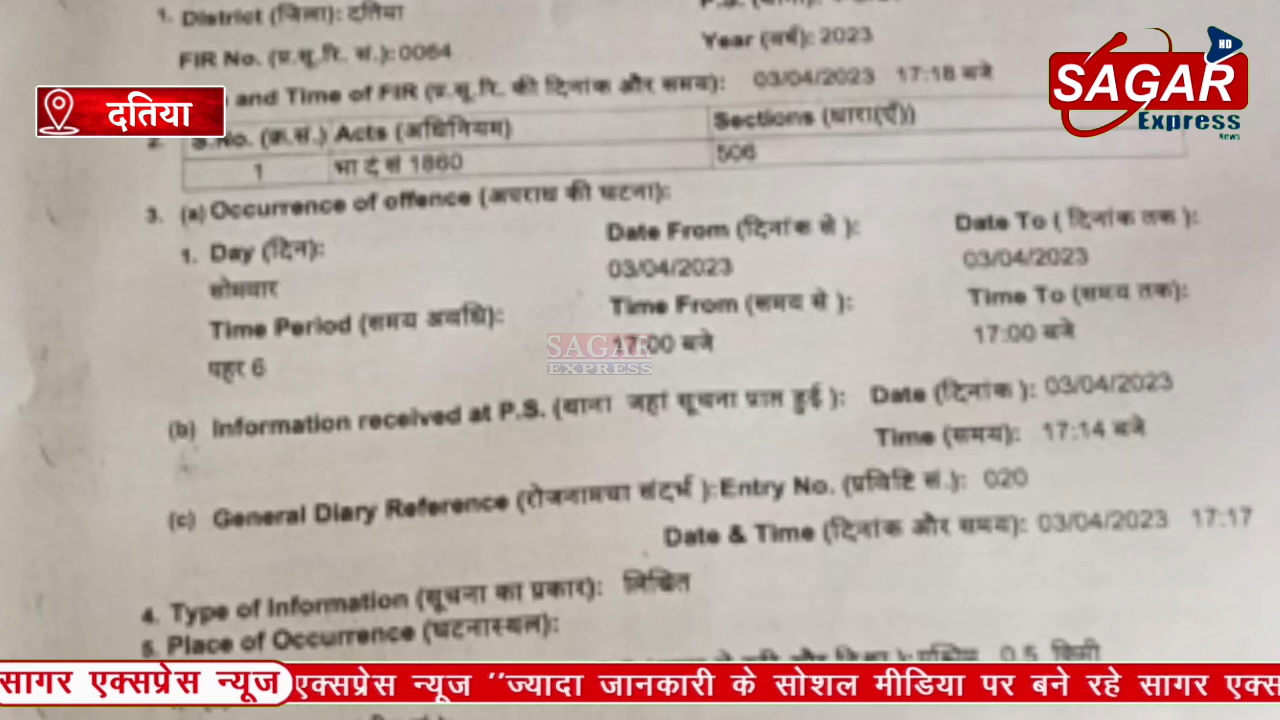 1. District (जिला): दतिया
FIR No. (प्र.सू.रि. सं.):0064
Year (वर्ष): 2023
SAGAR
HD
Express
News
दतिया
and Time of FIR (प्र.सू.रि. की दिनांक और समय): 03/04/2023 17:18 बजे
2. S.No. (क्र.सं.) Acts (अधिनियम) Sections (धारा(एँ))
1 भा दं सं 1860 506
3. (a) Occurrence of offence (अपराध की घटना):
1. Day (दिन): Date From (दिनांक से ): Date To ( दिनांक तक ):
सोमवार 03/04/2023 03/04/2023
Time Period (समय अवधि): Time From (समय से ): Time To (समय तक):
पहर 6 17:00 बजे 17:00 बजे
SAGAR
EXPRESS
(b) Information received at P.S. (थाना जहां सूचना प्राप्त हुई ): Date (दिनांक ): 03/04/2023
Time (समय): 17:14 बजे
(c) General Diary Reference (रोजनामचा संदर्भ ): Entry No. (प्रविष्टि सं.): 020
Date & Time (दिनांक और समय): 03/04/2023 17:17
4. Type of Information (सूचना का प्रकार): लिखित
5. Place of Occurrence (घटनास्थल):
0.5 किमी
सागर एक्सप्रेस न्यूज एक्सप्रेस न्यूज ''ज्यादा जानकारी के सोशल मीडिया पर बने रहे सागर एक्स